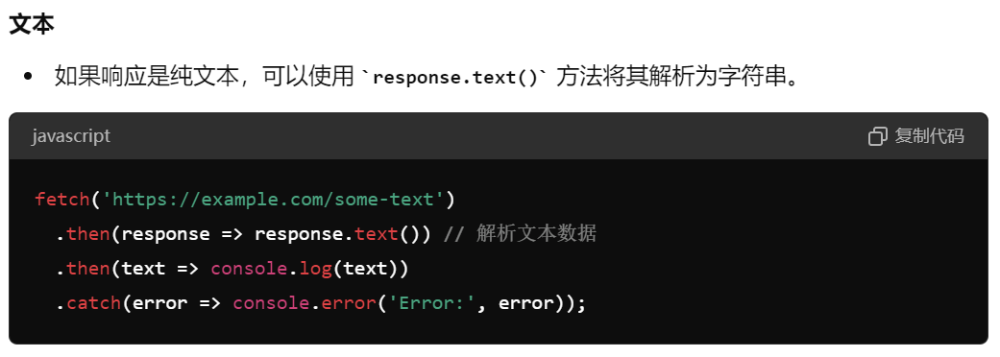 文本
• 如果响应是纯文本，可以使用 `response.text()` 方法将其解析为字符串。
javascript 复制代码
fetch('https://example.com/some-text')
  .then(response => response.text()) // 解析文本数据
  .then(text => console.log(text))
  .catch(error => console.error('Error:', error));